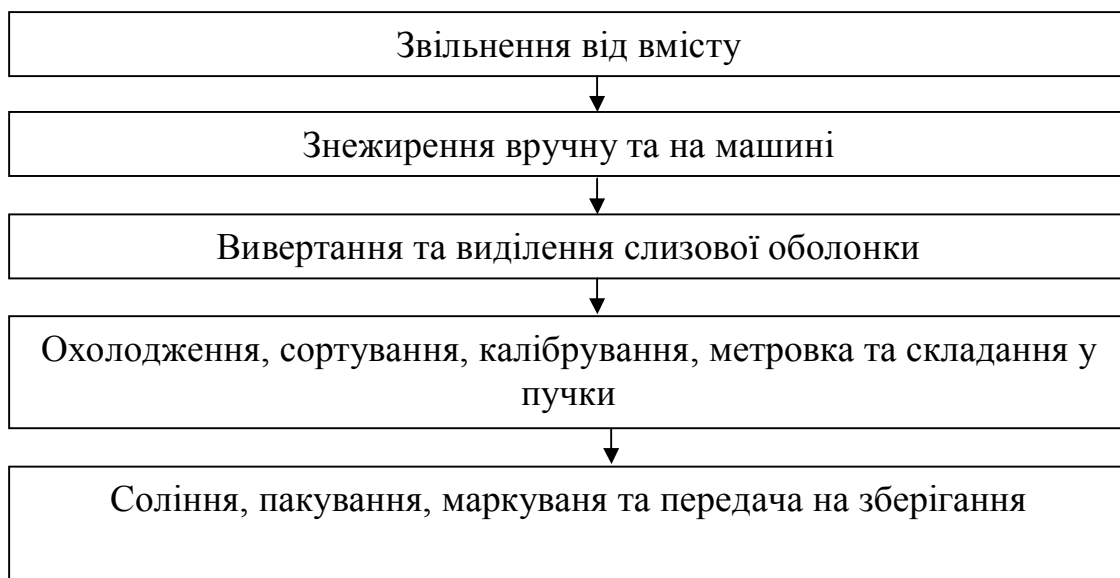 Звільнення від вмісту
Знежирення вручну та на машині
Вивертання та виділення слизової оболонки
Охолодження, сортування, калібрування, метровка та складання у
пучки
Соління, пакування, маркуваня та передача на зберігання